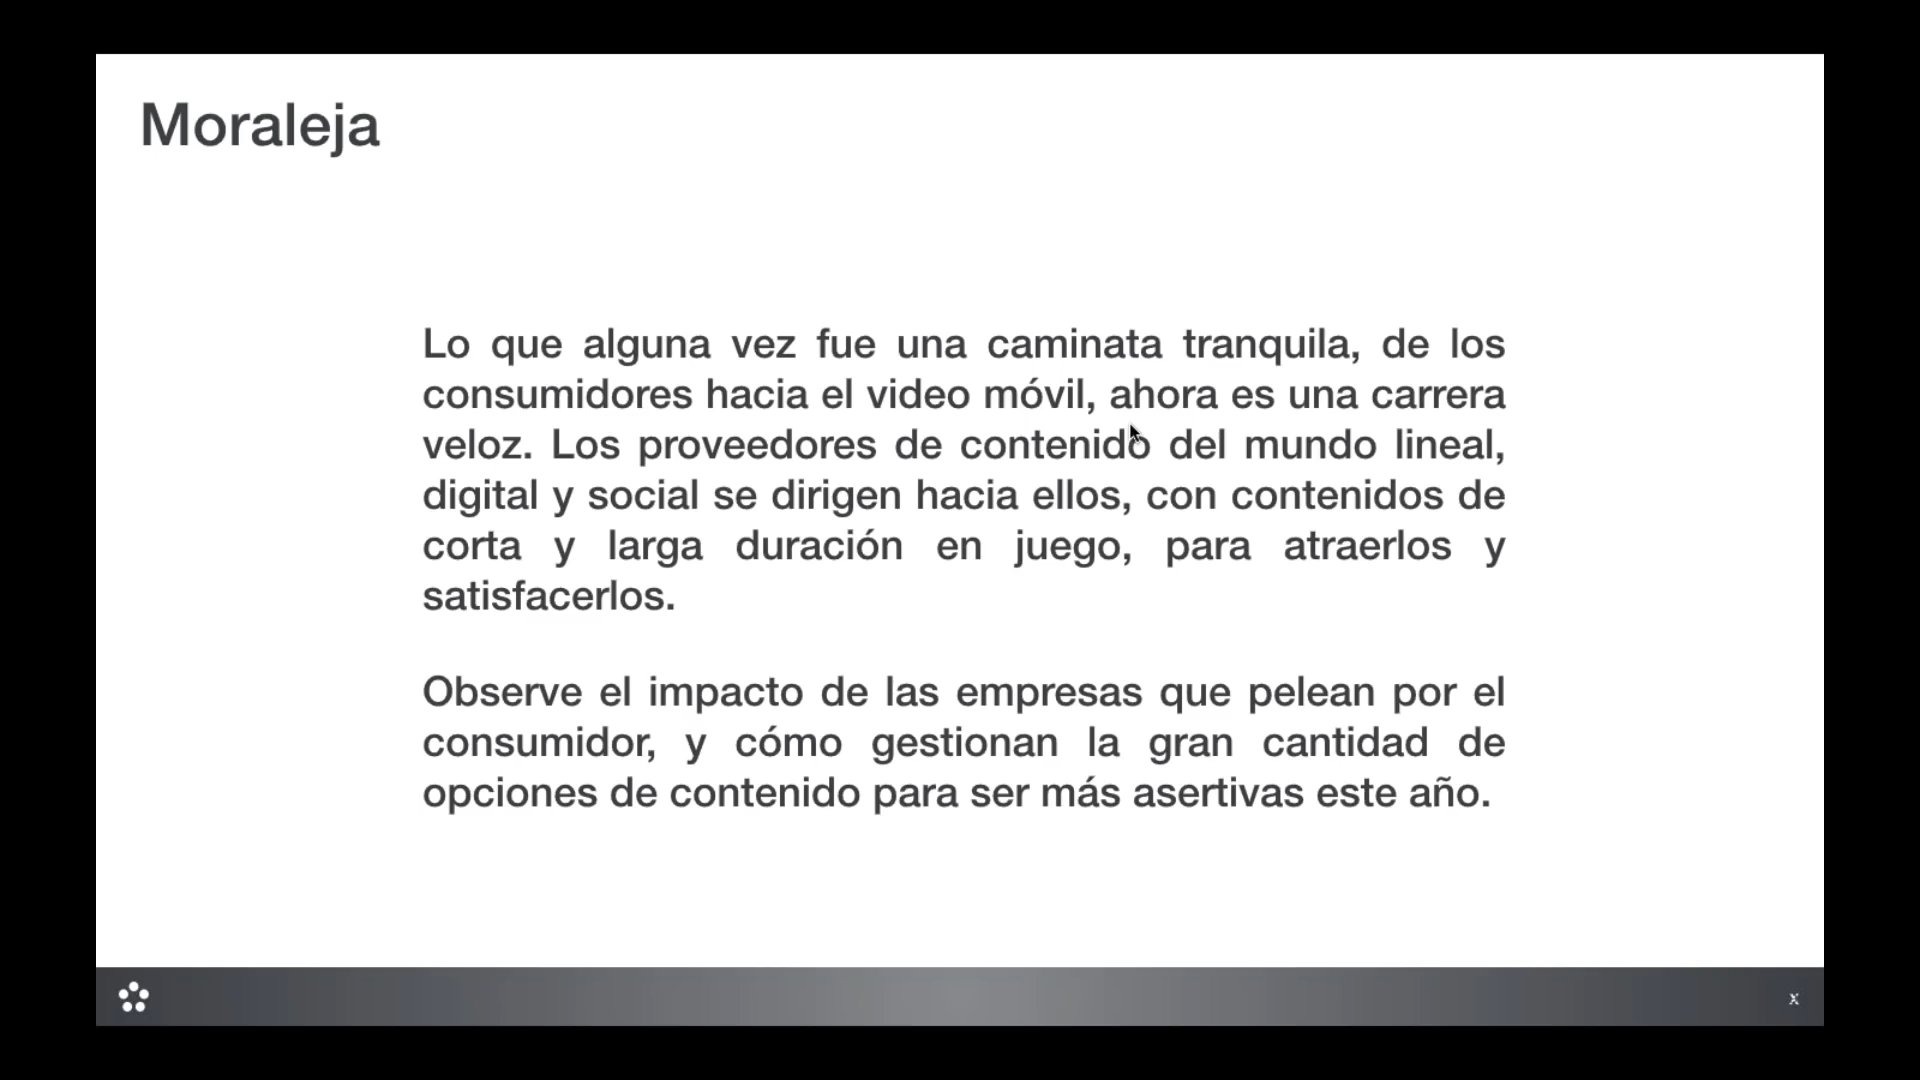 Moraleja
Lo que alguna vez fue una caminata tranquila, de los
consumidores hacia el video móvil, ahora es una carrera
veloz. Los proveedores de contenido del mundo lineal,
digital y social se dirigen hacia ellos, con contenidos de
corta y larga duración en juego, para atraerlos y
satisfacerlos.
Observe el impacto de las empresas que pelean por el
consumidor, y cómo gestionan la gran cantidad de
opciones de contenido para ser más asertivas este año.
x